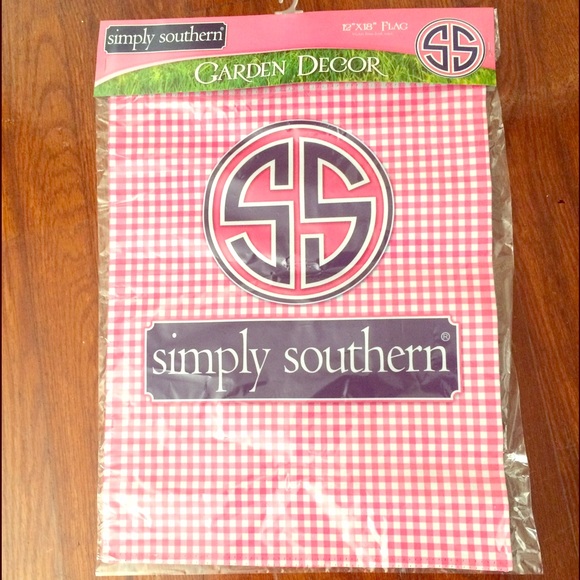 simply southern®
12"X18" FLAG
SS
GARDEN DECOR
SS
simply southern®